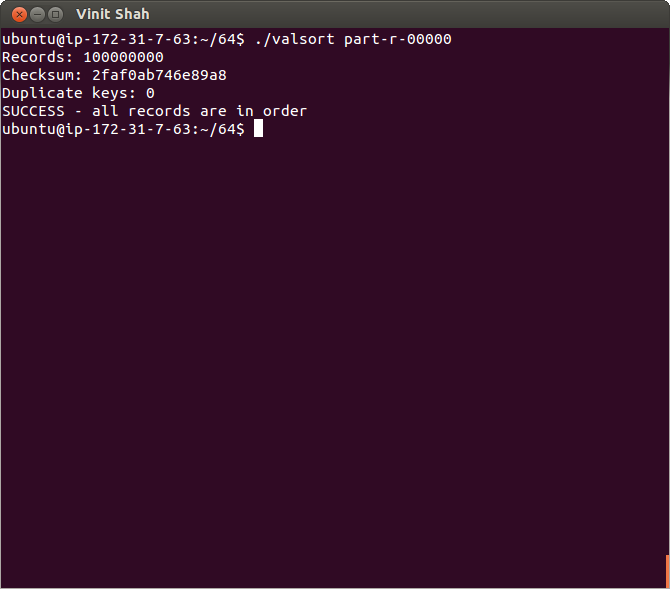 Vinit Shah
ubuntu@ip-172-31-7-63:~/64$ ./valsort part-r-00000
Records: 100000000
Checksum: 2faf0ab746e89a8
Duplicate keys: 0
SUCCESS - all records are in order
ubuntu@ip-172-31-7-63:~/64$